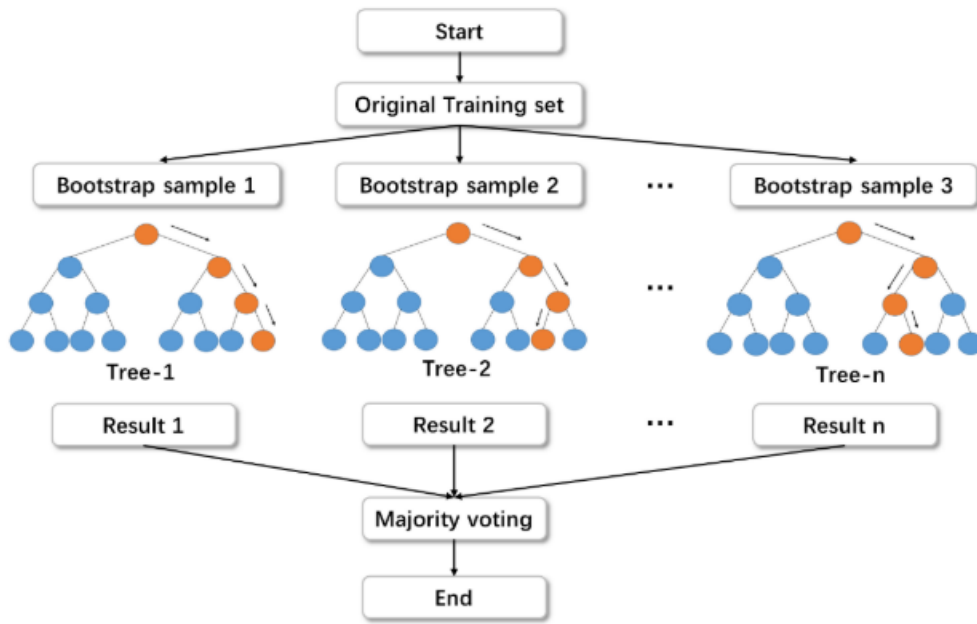 Start
Original Training set
Bootstrap sample 1
Bootstrap sample 2
...
Bootstrap sample 3
...
Tree-1
Tree-2
Tree-n
Result 1
Result 2
...
Result n
Majority voting
End